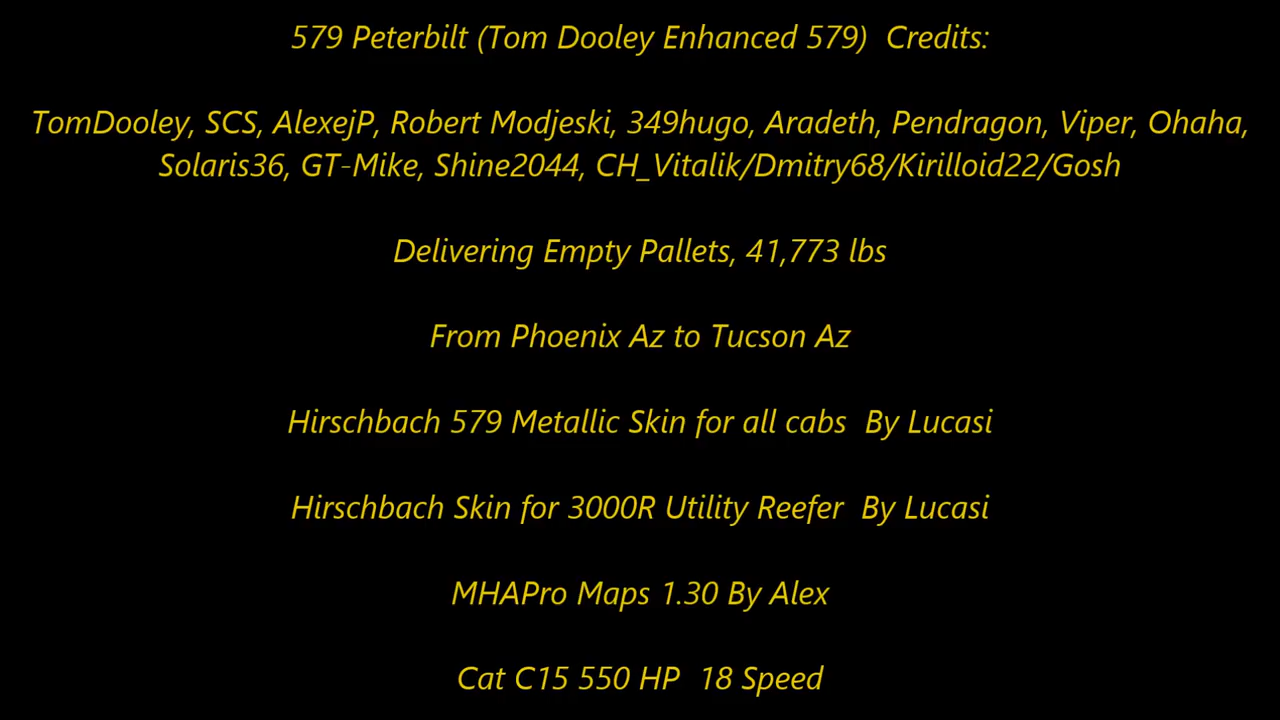 579 Peterbilt (Tom Dooley Enhanced 579)  Credits:
TomDooley, SCS, AlexejP, Robert Modjeski, 349hugo, Aradeth, Pendragon, Viper, Ohaha,
Solaris36, GT-Mike, Shine2044, CH_Vitalik/Dmitry68/Kirilloid22/Gosh
Delivering Empty Pallets, 41,773 lbs
From Phoenix Az to Tucson Az
Hirschbach 579 Metallic Skin for all cabs  By Lucasi
Hirschbach Skin for 3000R Utility Reefer  By Lucasi
MHAPro Maps 1.30 By Alex
Cat C15 550 HP  18 Speed